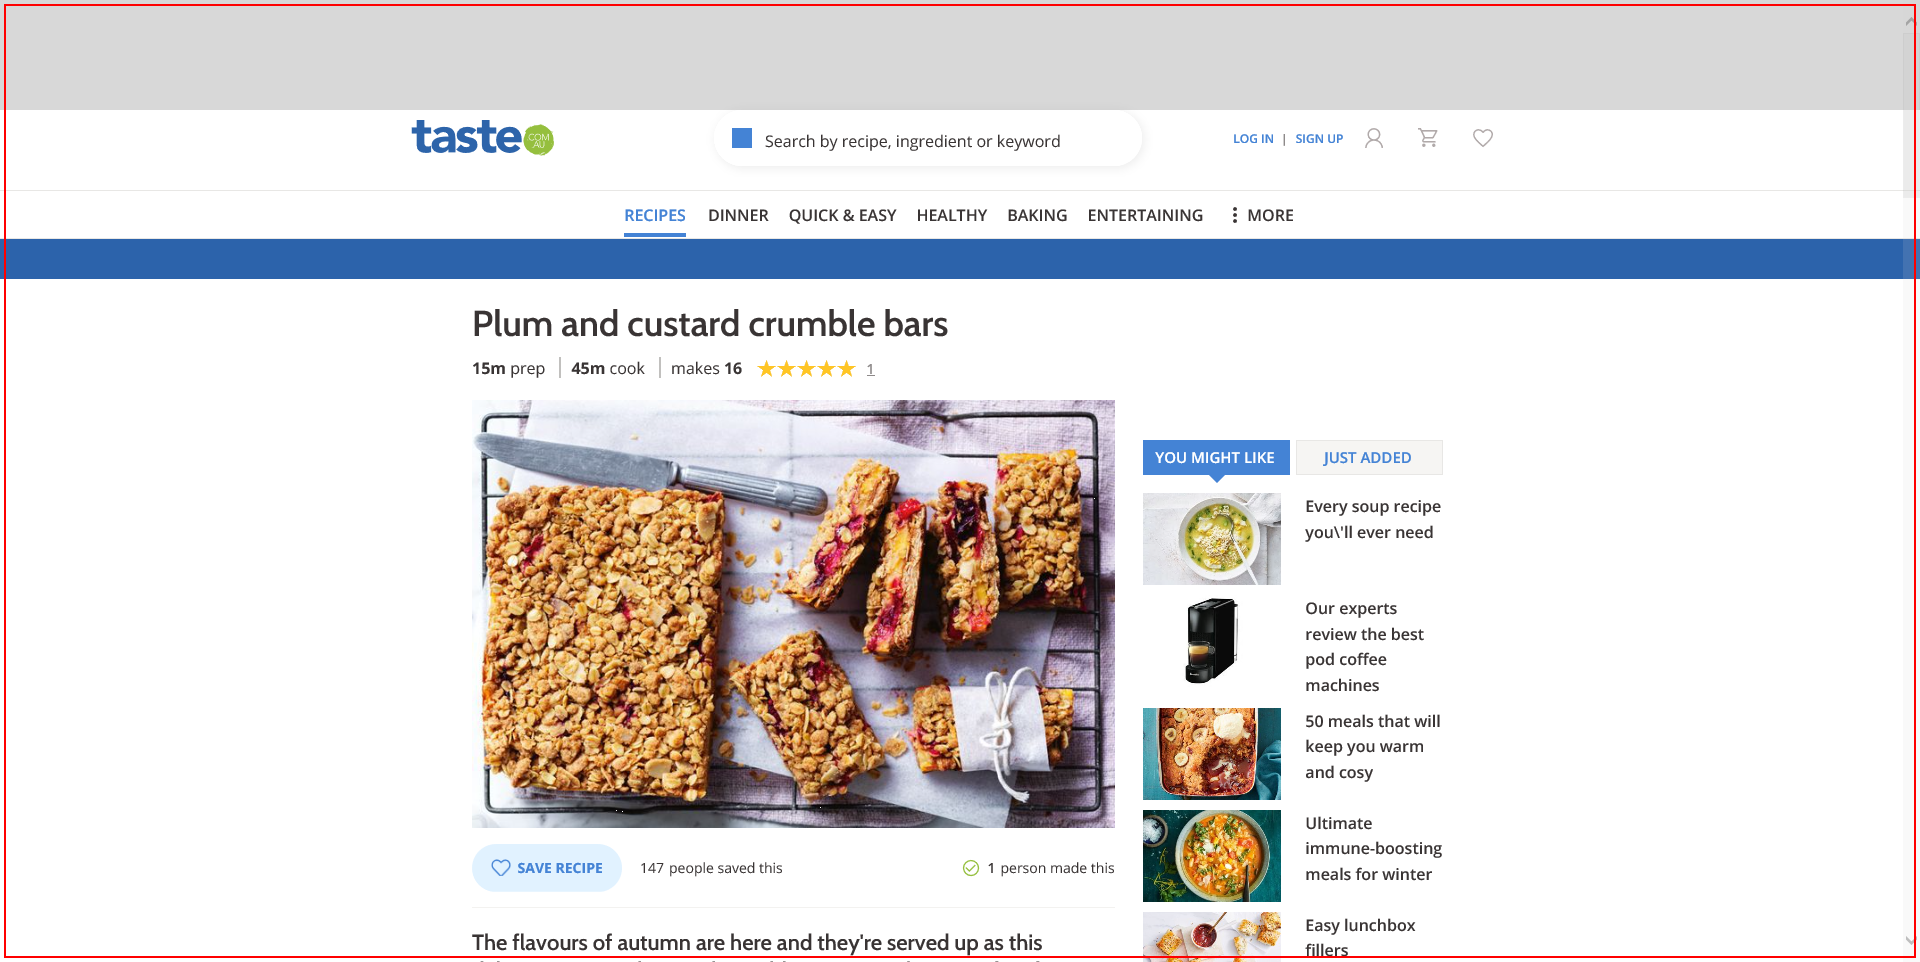 taste COM AU
Search by recipe, ingredient or keyword
LOG IN | SIGN UP
RECIPES DINNER QUICK & EASY HEALTHY BAKING ENTERTAINING MORE
Plum and custard crumble bars
15m prep 45m cook makes 16 1
YOU MIGHT LIKE JUST ADDED
Every soup recipe
you\'ll ever need
Our experts
review the best
pod coffee
machines
50 meals that will
keep you warm
and cosy
Ultimate
immune-boosting
meals for winter
Easy lunchbox
fillers
SAVE RECIPE 147 people saved this 1 person made this
The flavours of autumn are here and they're served up as this